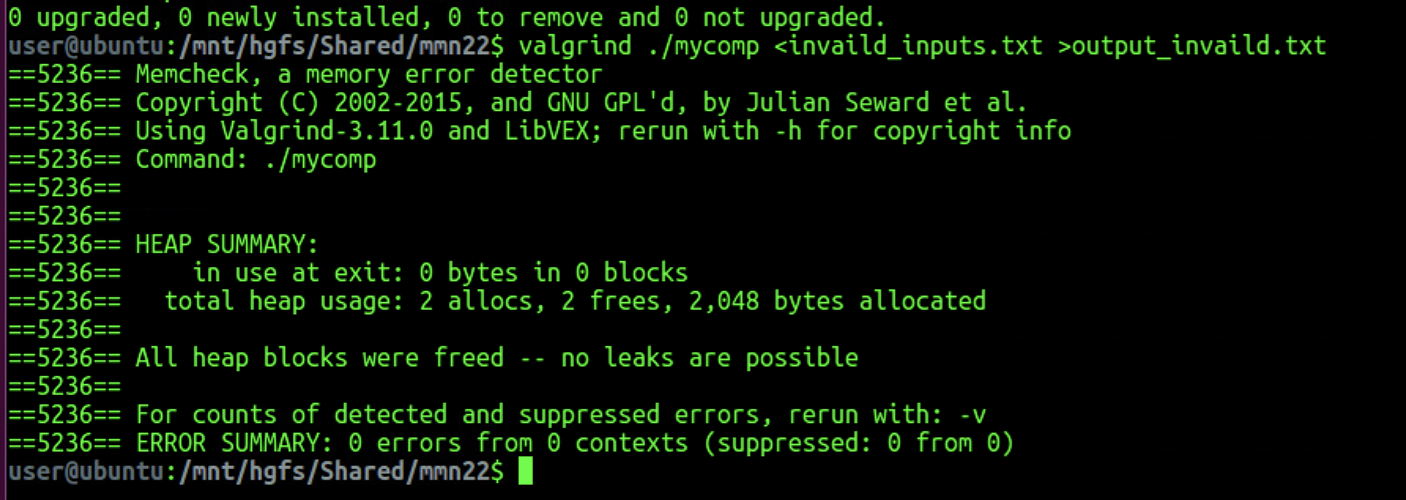 0 upgraded, 0 newly installed, 0 to remove and 0 not upgraded.
user@ubuntu:/mnt/hgfs/Shared/mmn22$ valgrind ./mycomp <invaild_inputs.txt >output_invaild.txt
==5236== Memcheck, a memory error detector
==5236== Copyright (C) 2002-2015, and GNU GPL'd, by Julian Seward et al.
==5236== Using Valgrind-3.11.0 and LibVEX; rerun with -h for copyright info
==5236== Command: ./mycomp
==5236==
==5236==
==5236== HEAP SUMMARY:
==5236==     in use at exit: 0 bytes in 0 blocks
==5236==   total heap usage: 2 allocs, 2 frees, 2,048 bytes allocated
==5236==
==5236== All heap blocks were freed -- no leaks are possible
==5236==
==5236== For counts of detected and suppressed errors, rerun with: -v
==5236== ERROR SUMMARY: 0 errors from 0 contexts (suppressed: 0 from 0)
user@ubuntu:/mnt/hgfs/Shared/mmn22$